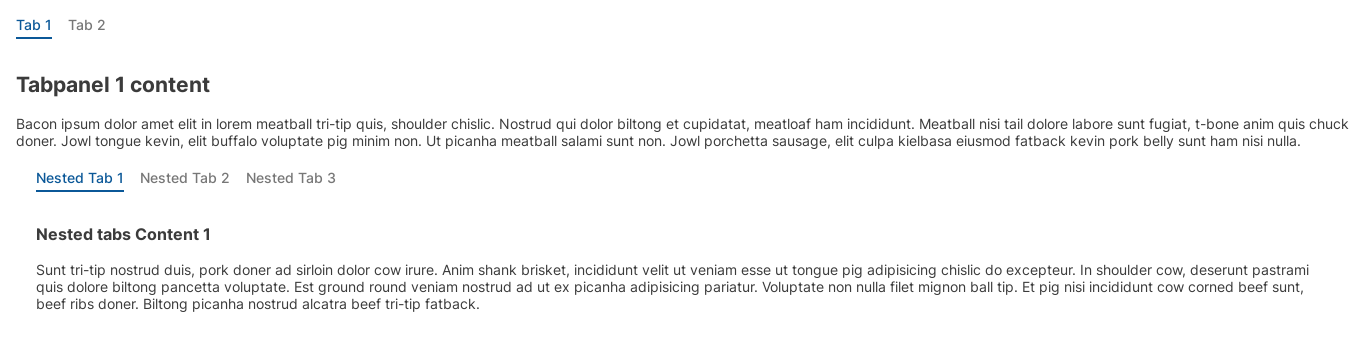 Tab 1 Tab 2
Tabpanel 1 content
Bacon ipsum dolor amet elit in lorem meatball tri-tip quis, shoulder chislic. Nostrud qui dolor biltong et cupidatat, meatloaf ham incididunt. Meatball nisi tail dolore labore sunt fugiat, t-bone anim quis chuck
doner. Jowl tongue kevin, elit buffalo voluptate pig minim non. Ut picanha meatball salami sunt non. Jowl porchetta sausage, elit culpa kielbasa eiusmod fatback kevin pork belly sunt ham nisi nulla.
Nested Tab 1 Nested Tab 2 Nested Tab 3
Nested tabs Content 1
Sunt tri-tip nostrud duis, pork doner ad sirloin dolor cow irure. Anim shank brisket, incididunt velit ut veniam esse ut tongue pig adipisicing chislic do excepteur. In shoulder cow, deserunt pastrami
quis dolore biltong pancetta voluptate. Est ground round veniam nostrud ad ut ex picanha adipisicing pariatur. Voluptate non nulla filet mignon ball tip. Et pig nisi incididunt cow corned beef sunt,
beef ribs doner. Biltong picanha nostrud alcatra beef tri-tip fatback.